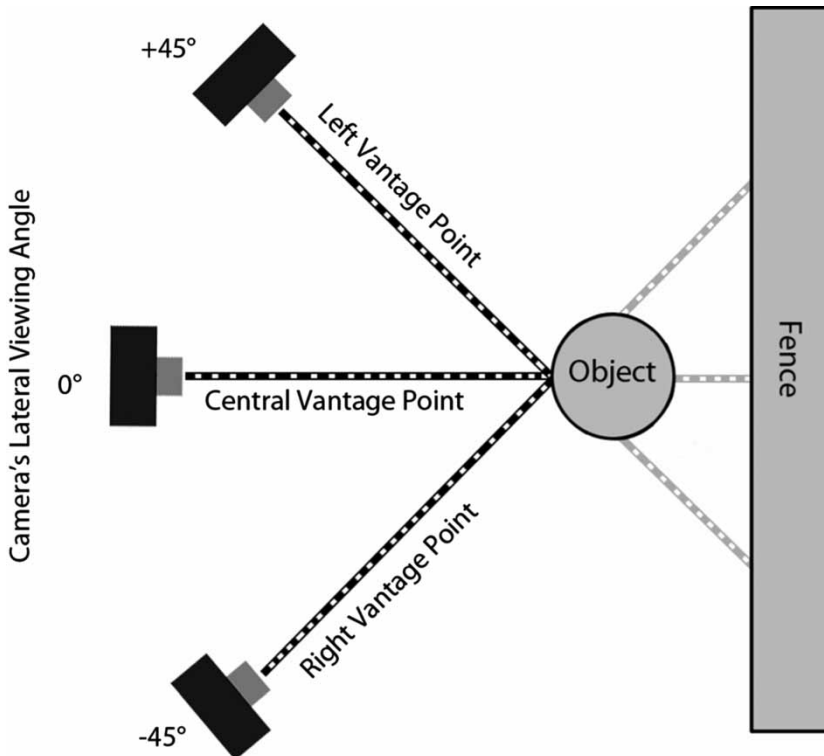 +45°
Left Vantage Point
Camera's Lateral Viewing Angle
0°
Central Vantage Point
Object
Fence
Right Vantage Point
-45°